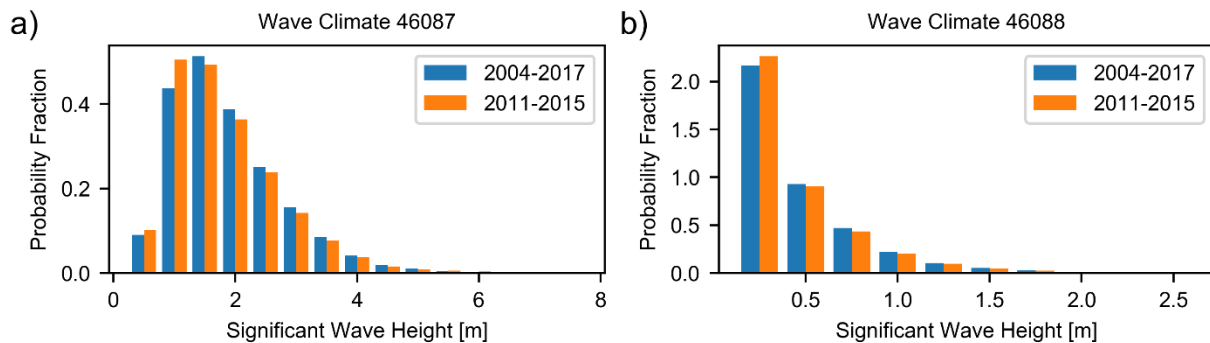 a)
Wave Climate 46087
Probability Fraction
0.4
0.2
0.0
2004-2017
2011-2015
0 2 4 6 8
Significant Wave Height [m]
b)
Wave Climate 46088
Probability Fraction
2.0
1.5
1.0
0.5
0.0
2004-2017
2011-2015
0.5 1.0 1.5 2.0 2.5
Significant Wave Height [m]